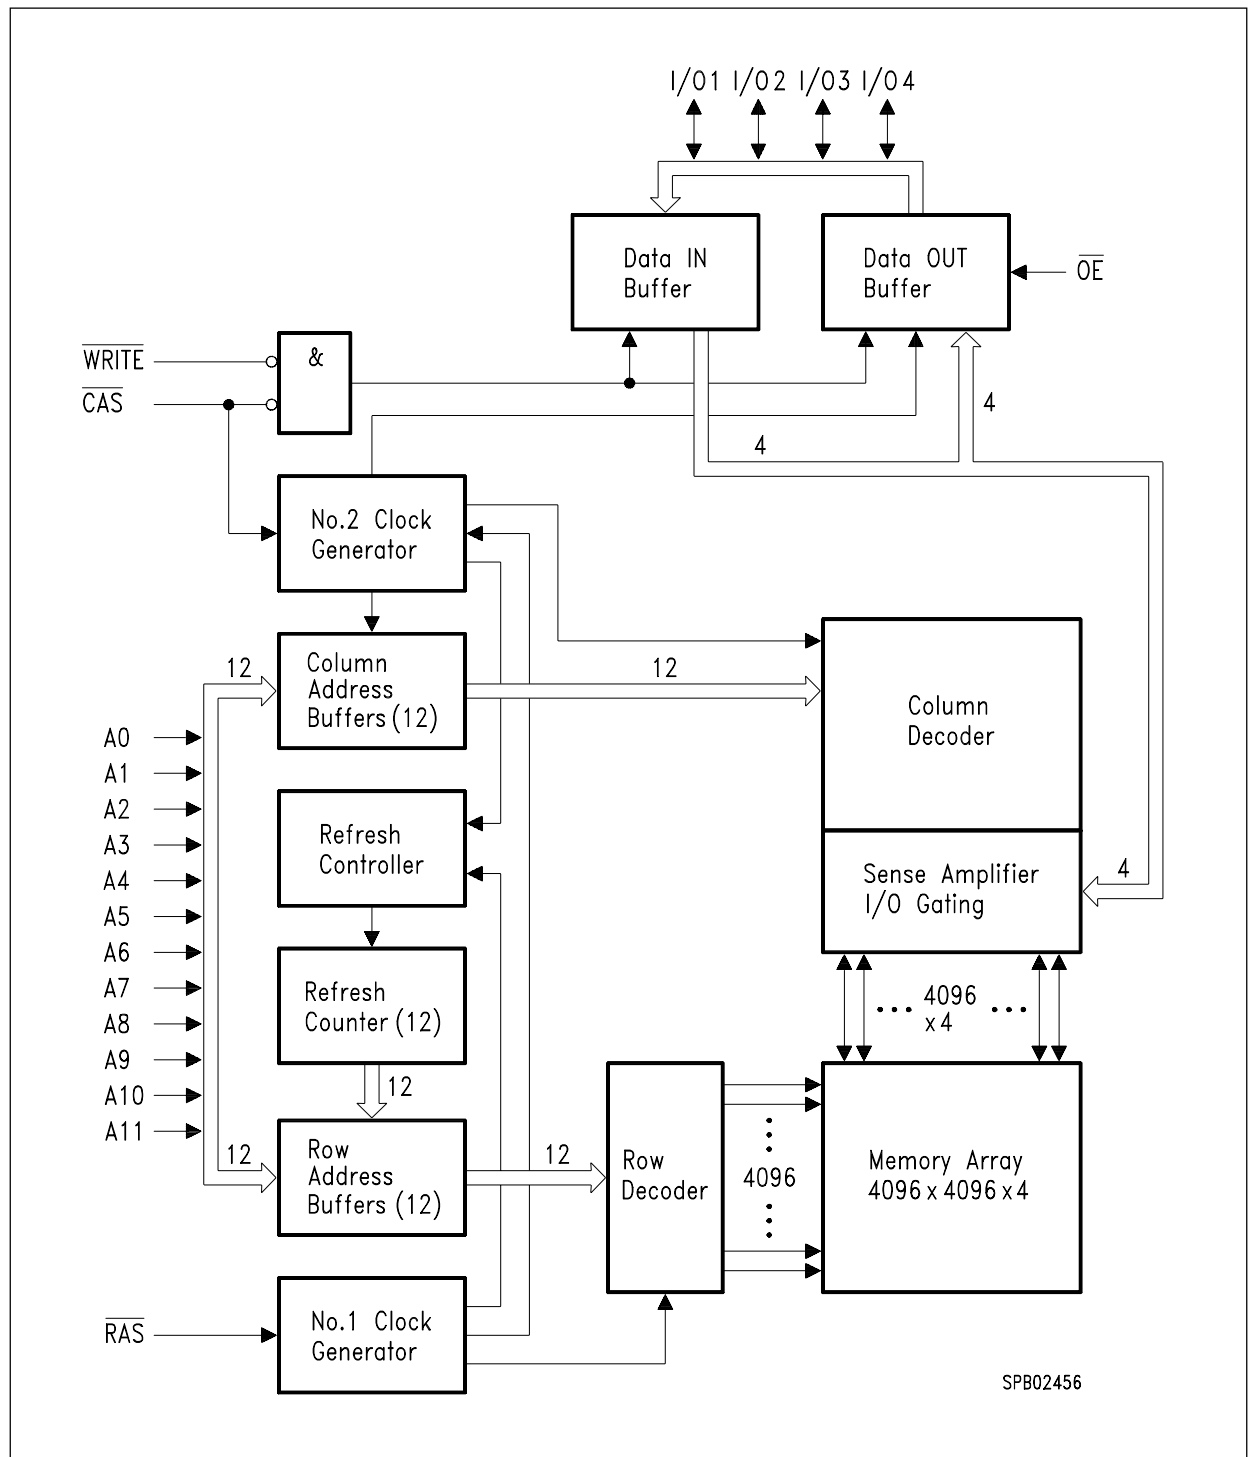 I/O1 I/O2 I/O3 I/O4
Data IN
Buffer
Data OUT
Buffer
OE
WRITE
CAS
&
4
4
No.2 Clock
Generator
12
Column
Address
Buffers (12)
12
Column
Decoder
A0
A1
A2
A3
A4
A5
A6
A7
A8
A9
A10
A11
Refresh
Controller
Sense Amplifier
I/O Gating
4
Refresh
Counter (12)
4096
x4
12
12
Row
Address
Buffers (12)
12
Row
Decoder
4096
Memory Array
4096 x 4096 x 4
RAS
No.1 Clock
Generator
SPB02456